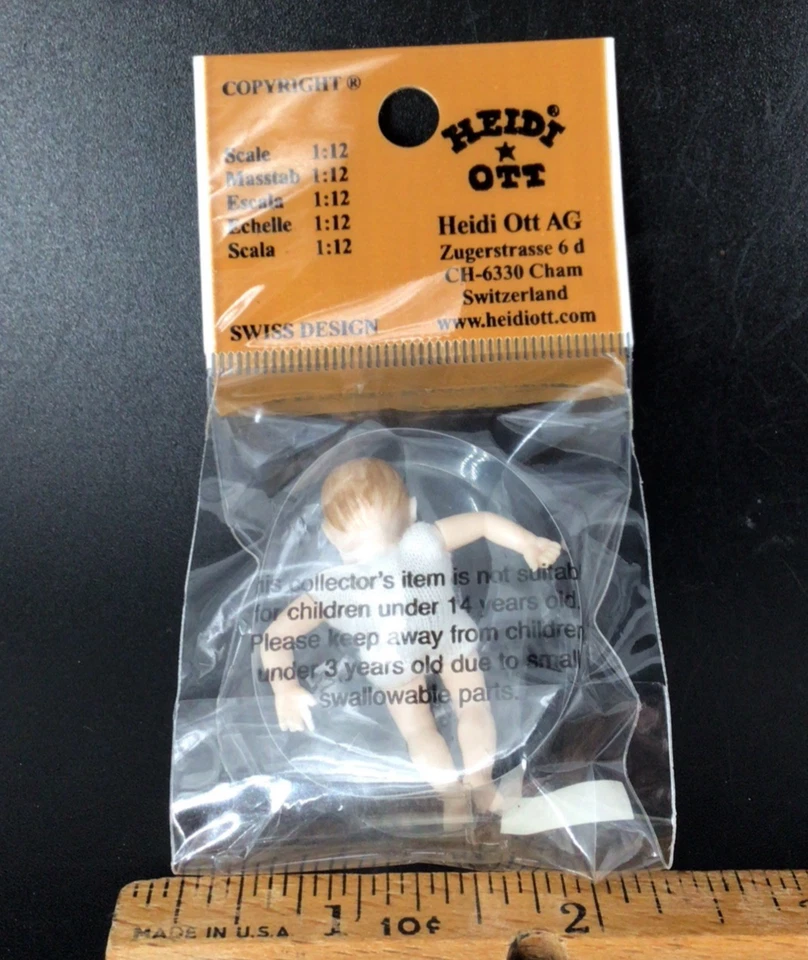 COPYRIGHT ®
Scale 1:12
Masstab 1:12
Escala 1:12
Echelle 1:12
Scala 1:12
SWISS DESIGN
HEIDI®
OTT
Heidi Ott AG
Zugerstrasse 6 d
CH-6330 Cham
Switzerland
www.heidiott.com
his collector's item is not suitab
for children under 14 years old.
Please keep away from children
under 3 years old due to small
swallowable parts.
1 2
MADE IN U.S.A 10¢